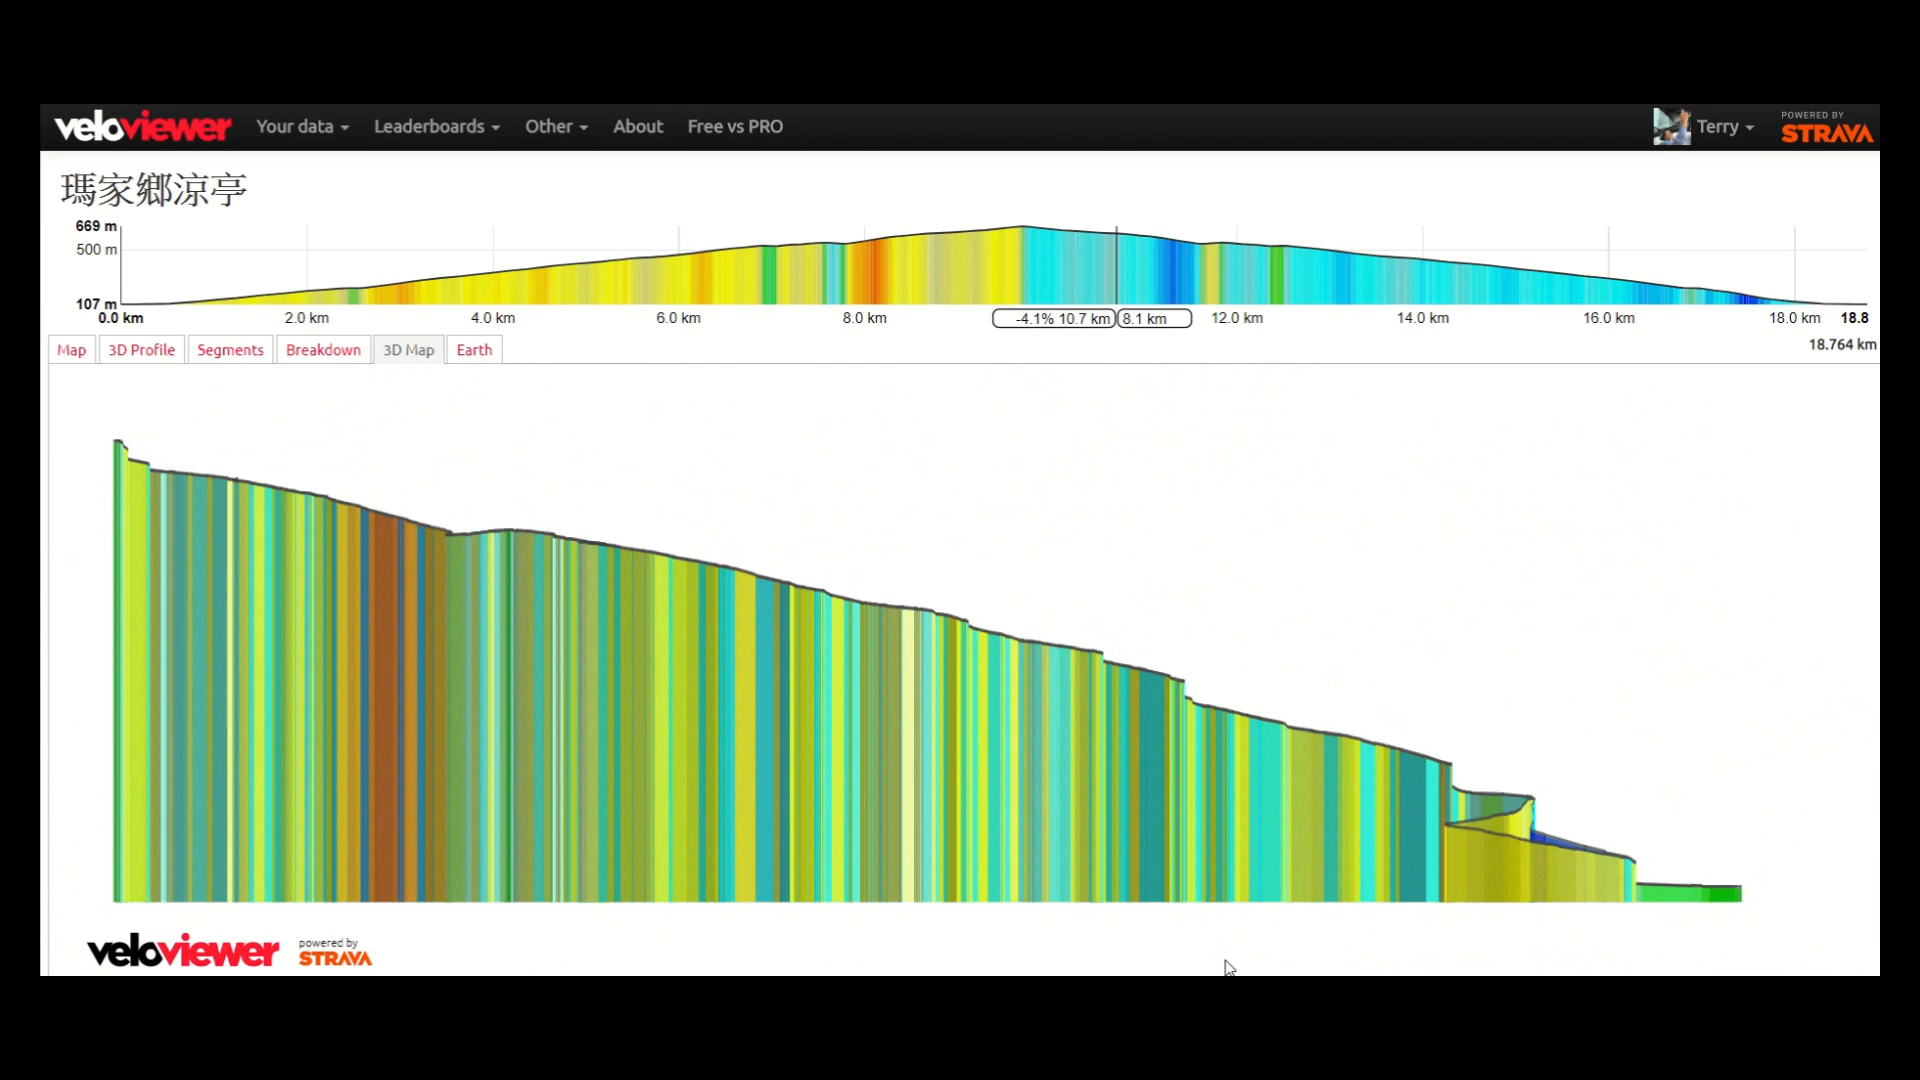 veloviewer Your data Leaderboards Other About Free vs PRO Terry POWERED BY STRAVA
瑪家鄉涼亭
669 m
500 m
107 m
0.0 km 2.0 km 4.0 km 6.0 km 8.0 km -4.1% 10.7 km 8.1 km 12.0 km 14.0 km 16.0 km 18.0 km 18.8
Map 3D Profile Segments Breakdown 3D Map Earth 18.764 km
veloviewer powered by STRAVA